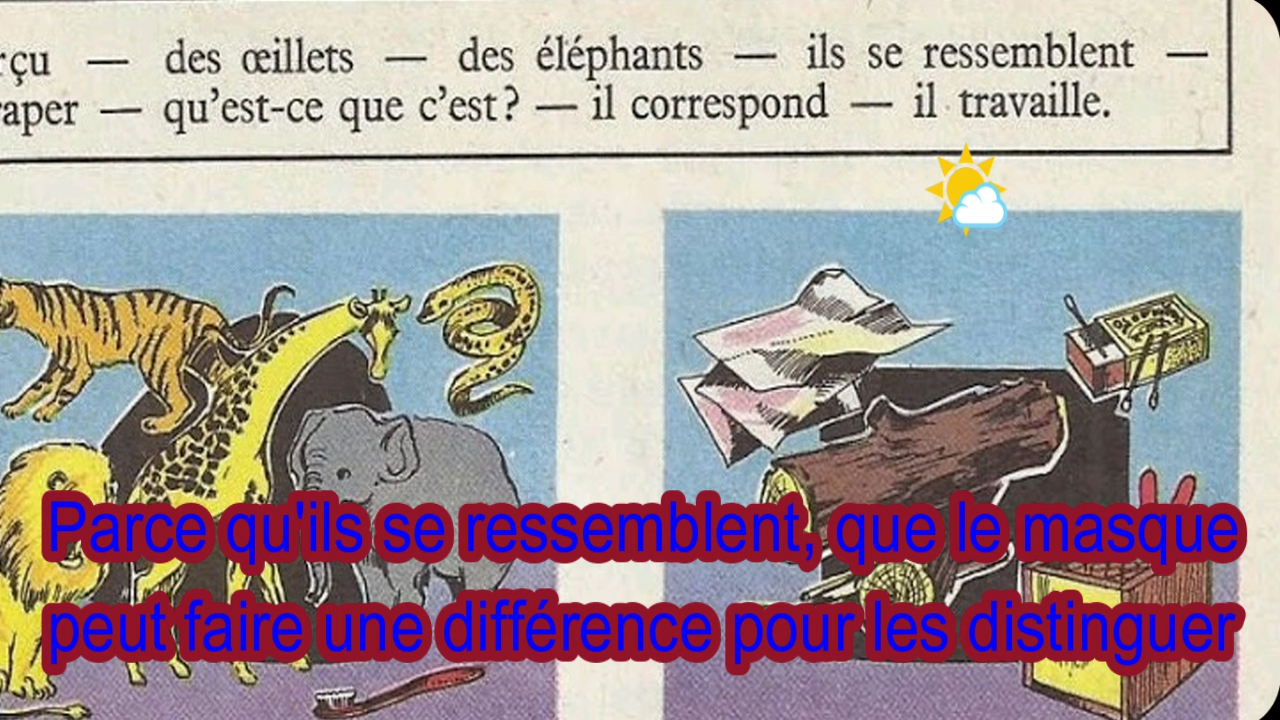 rçu — des œillets — des éléphants — ils se ressemblent —
raper — qu'est-ce que c'est? — il correspond — il travaille.
Parce qu'ils se ressemblent, que le masque
peut faire une différence pour les distinguer